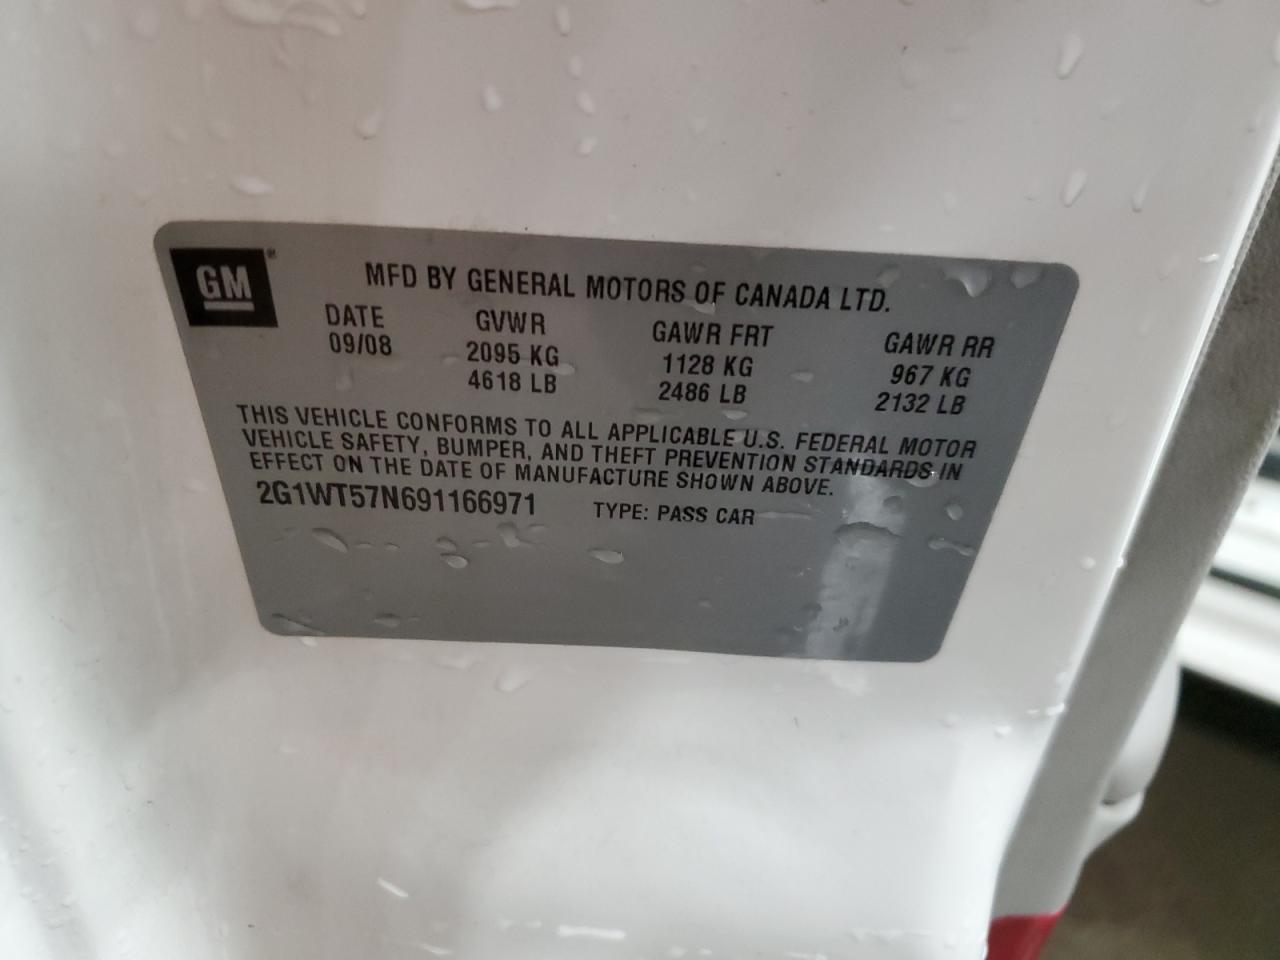 GM®
MFD BY GENERAL MOTORS OF CANADA LTD.
DATE GVWR GAWR FRT GAWR RR
09/08 2095 KG 1128 KG 967 KG
4618 LB 2486 LB 2132 LB
THIS VEHICLE CONFORMS TO ALL APPLICABLE U.S. FEDERAL MOTOR
VEHICLE SAFETY, BUMPER, AND THEFT PREVENTION STANDARDS IN
EFFECT ON THE DATE OF MANUFACTURE SHOWN ABOVE.
2G1WT57N691166971 TYPE: PASS CAR